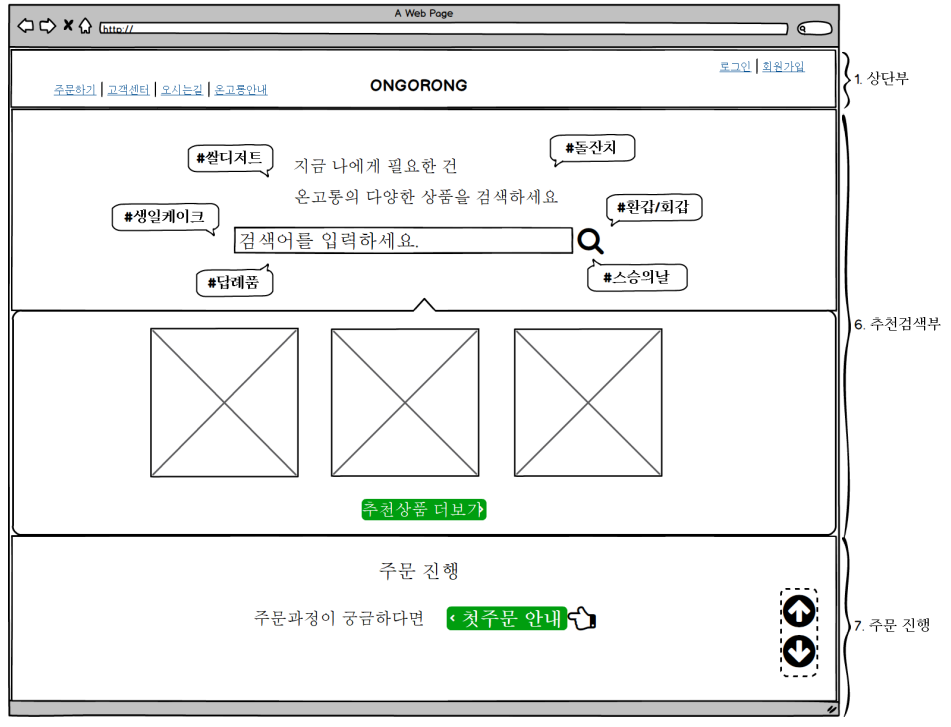 A Web Page
http://
로그인 | 회원가입
주문하기 | 고객센터 | 오시는길 | 온고통안내
ONGORONG
1. 상단부
#쌀디저트
지금 나에게 필요한 건
#돌잔치
온고통의 다양한 상품을 검색하세요
#생일케이크
#환갑/회갑
검색어를 입력하세요.
#답례품
#스승의날
6. 추천검색부
추천상품 더보기
주문 진행
주문과정이 궁금하다면
‹ 첫주문 안내
7. 주문 진행